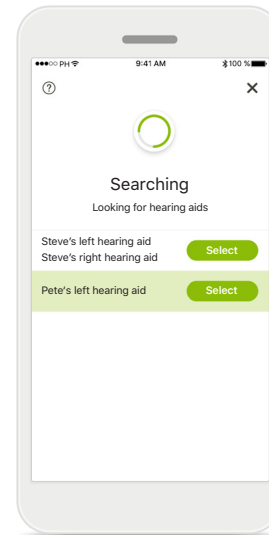 PH 9:41 AM 100 %
?
Searching
Looking for hearing aids
Steve's left hearing aid
Steve's right hearing aid
Select
Pete's left hearing aid Select